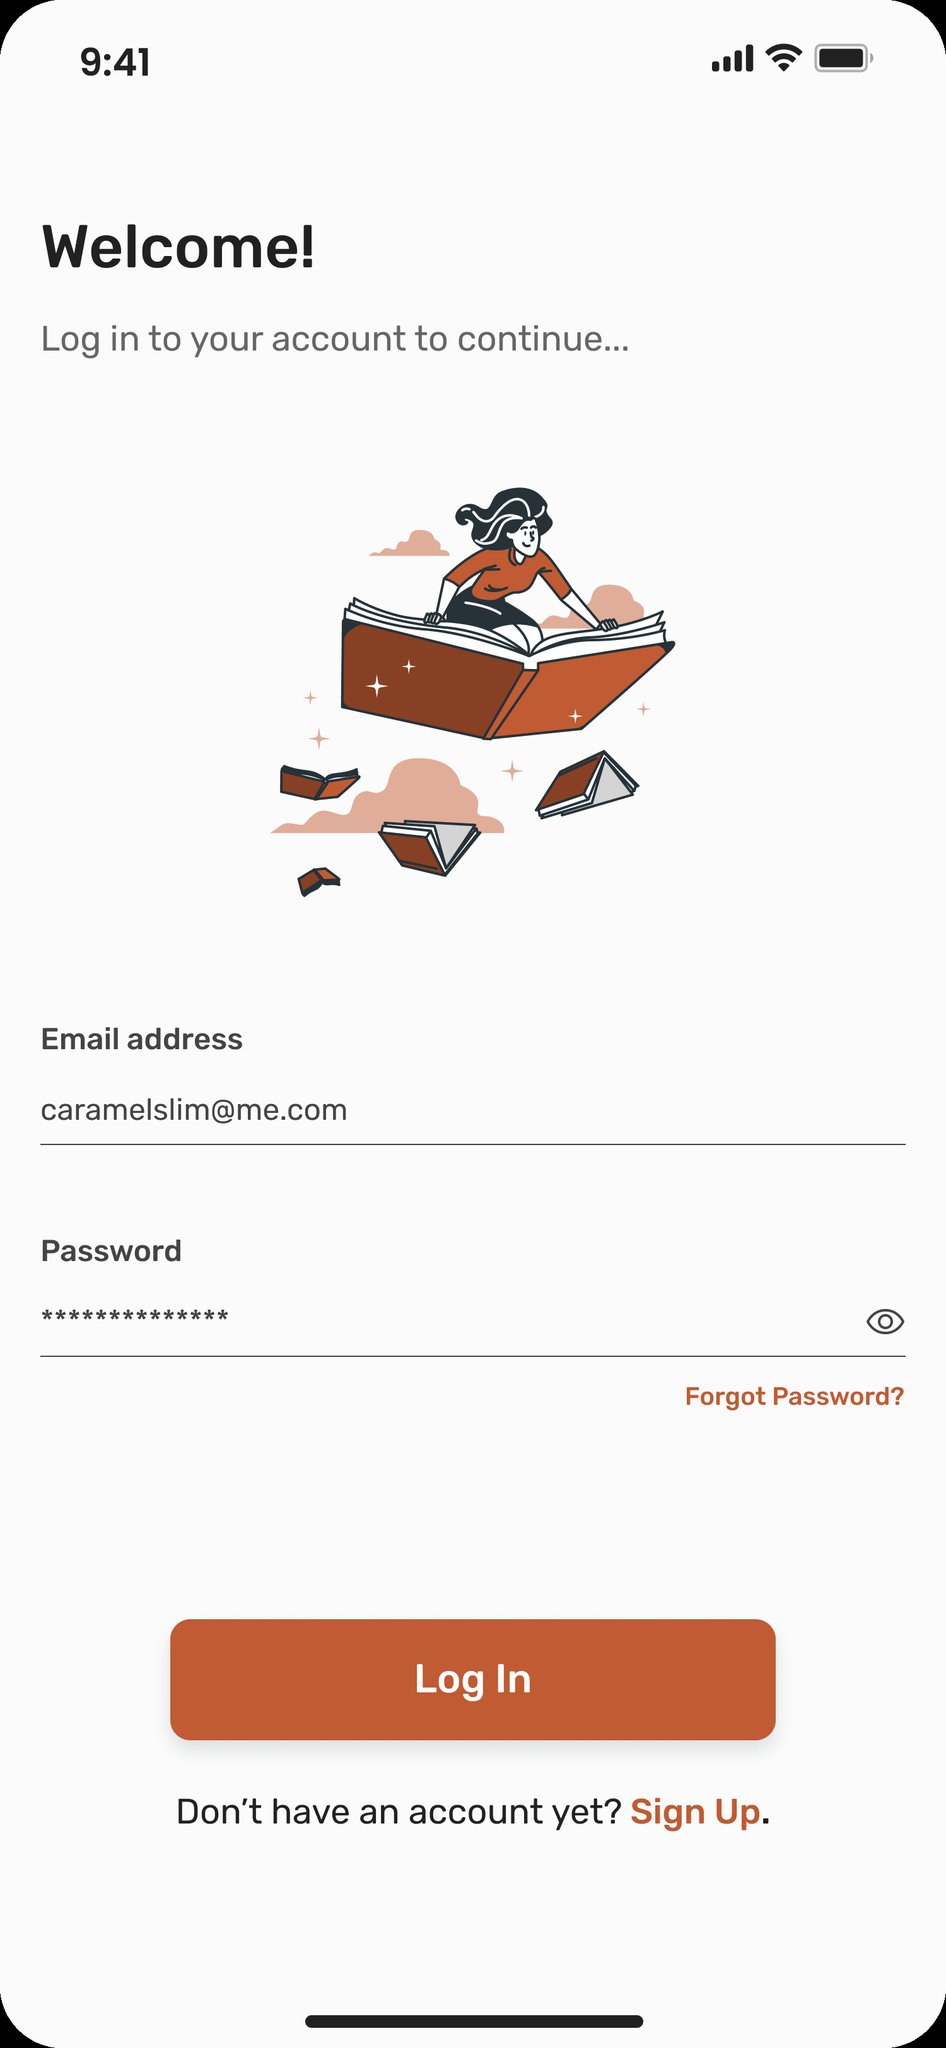 9:41
Welcome!
Log in to your account to continue...
Email address
caramelslim@me.com
Password
**************
Forgot Password?
Log In
Don’t have an account yet? Sign Up.